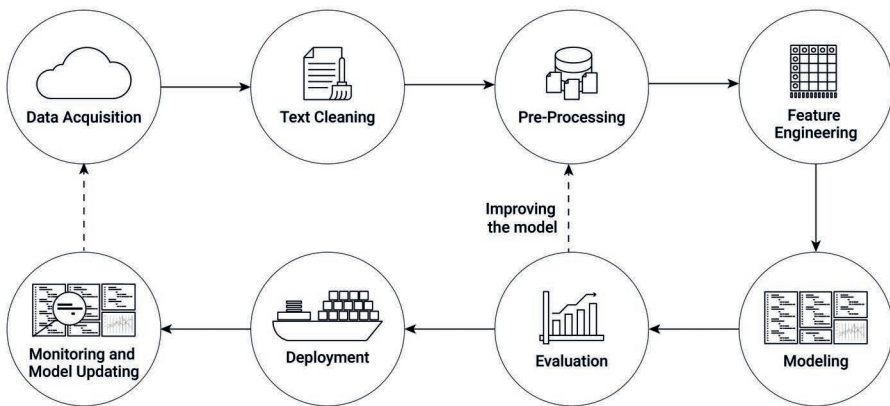 Data Acquisition
Text Cleaning
Pre-Processing
Feature
Engineering
Improving
the model
Monitoring and
Model Updating
Deployment
Evaluation
Modeling